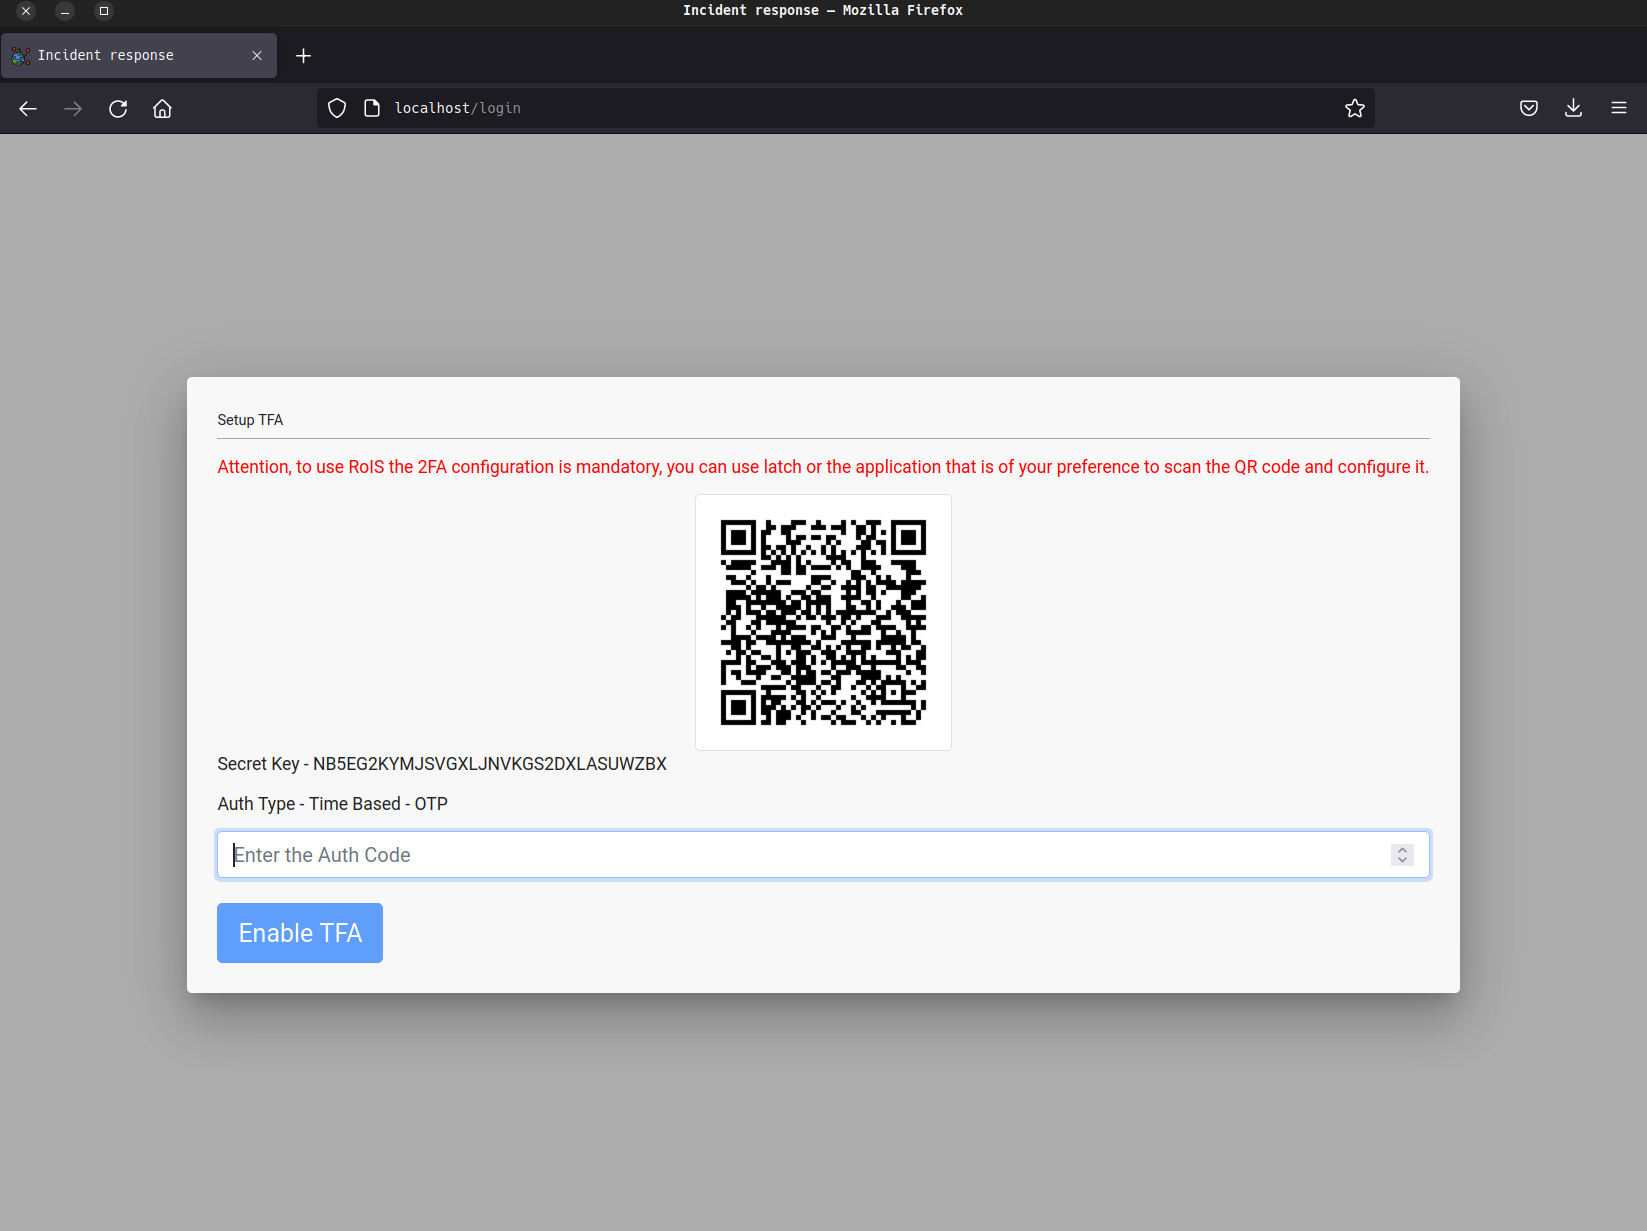 Incident response — Mozilla Firefox
Incident response
localhost/login
Setup TFA
Attention, to use RoIS the 2FA configuration is mandatory, you can use latch or the application that is of your preference to scan the QR code and configure it.
Secret Key - NB5EG2KYMJSVGXLJNVKGS2DXLASUWZBX
Auth Type - Time Based - OTP
Enter the Auth Code
Enable TFA